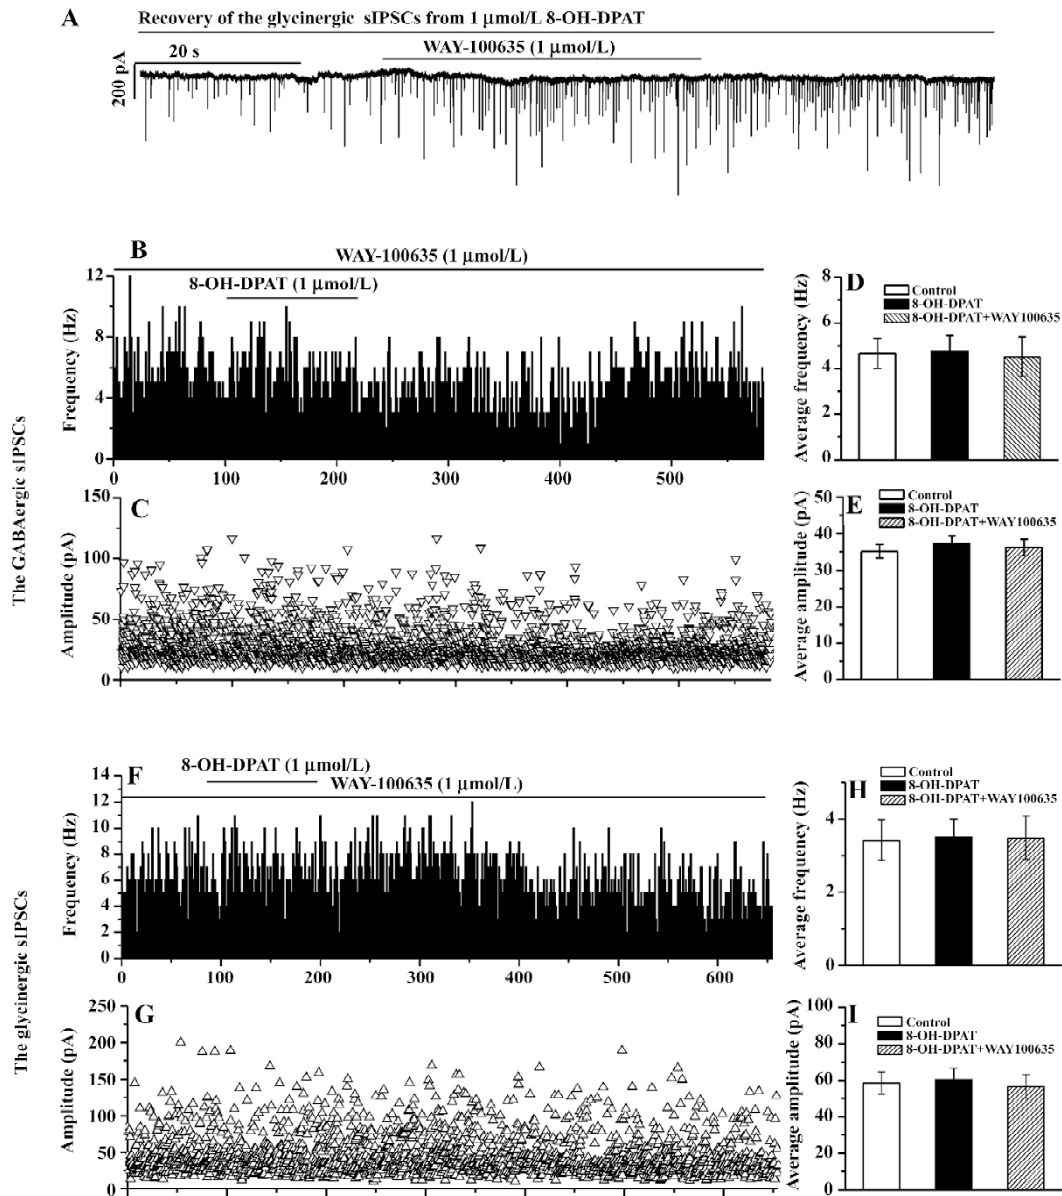 A
Recovery of the glycinergic sIPSCs from 1 μmol/L 8-OH-DPAT
WAY-100635 (1 μmol/L)
20 s
200 pA
The GABAergic sIPSCs
B
WAY-100635 (1 μmol/L)
8-OH-DPAT (1 μmol/L)
Frequency (Hz)
12
8
4
0
0 100 200 300 400 500
D
Control
8-OH-DPAT
8-OH-DPAT+WAY100635
Average frequency (Hz)
8
6
4
2
0
C
Amplitude (pA)
150
100
50
0
E
Control
8-OH-DPAT
8-OH-DPAT+WAY100635
Average amplitude (pA)
50
40
30
20
10
0
The glycinergic sIPSCs
F
8-OH-DPAT (1 μmol/L)
WAY-100635 (1 μmol/L)
Frequency (Hz)
14
12
10
8
6
4
2
0
0 100 200 300 400 500 600
H
Control
8-OH-DPAT
8-OH-DPAT+WAY100635
Average frequency (Hz)
4
2
0
G
Amplitude (pA)
250
200
150
100
50
0
I
Control
8-OH-DPAT
8-OH-DPAT+WAY100635
Average amplitude (pA)
100
80
60
40
20
0